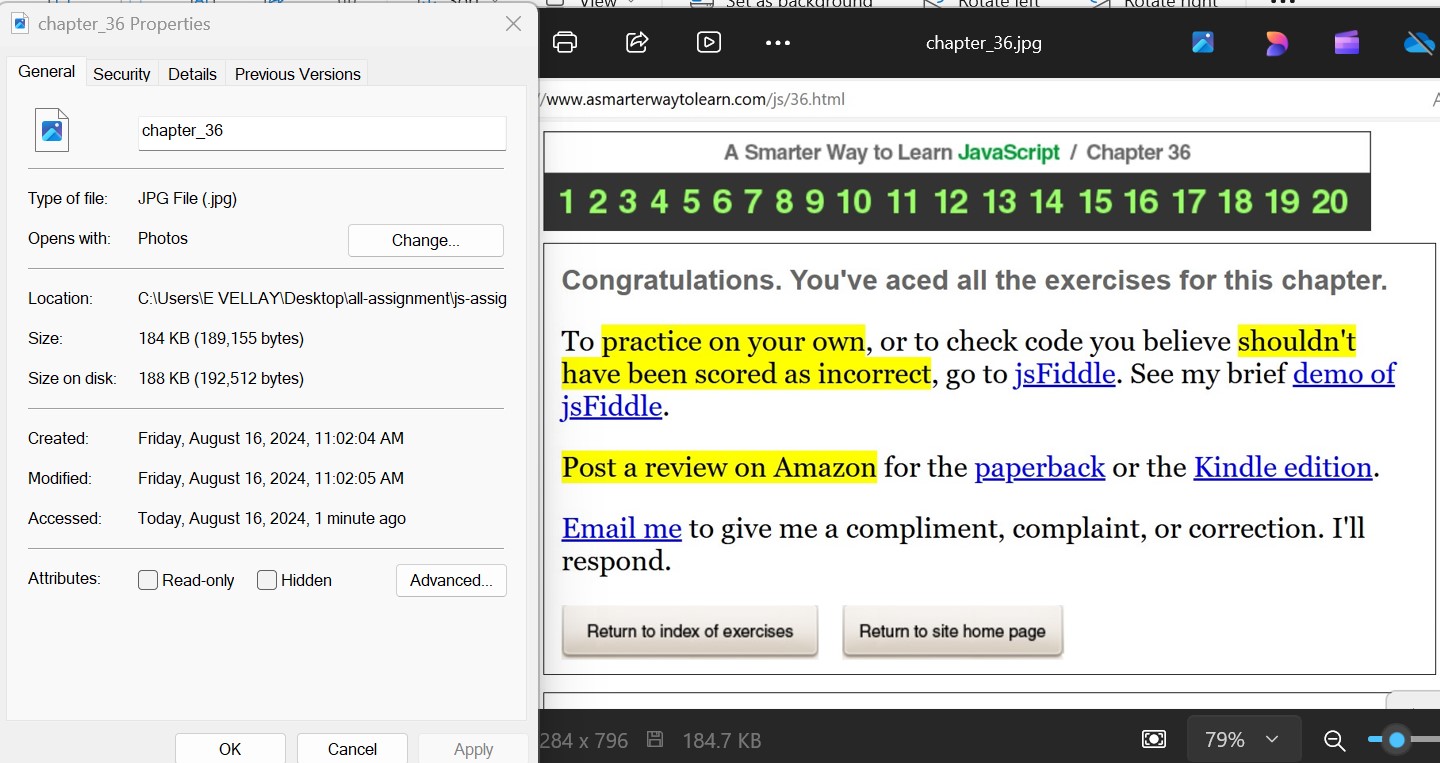 View
Set as background
Rotate left
Rotate right
chapter_36 Properties
General
Security
Details
Previous Versions
chapter_36
Type of file:
JPG File (.jpg)
Opens with:
Photos
Change...
Location:
C:\Users\E VELLAY\Desktop\all-assignment\js-assig
Size:
184 KB (189,155 bytes)
Size on disk:
188 KB (192,512 bytes)
Created:
Friday, August 16, 2024, 11:02:04 AM
Modified:
Friday, August 16, 2024, 11:02:05 AM
Accessed:
Today, August 16, 2024, 1 minute ago
Attributes:
Read-only
Hidden
Advanced...
OK
Cancel
Apply
chapter_36.jpg
/www.asmarterwaytolearn.com/js/36.html
A Smarter Way to Learn JavaScript / Chapter 36
1 2 3 4 5 6 7 8 9 10 11 12 13 14 15 16 17 18 19 20
Congratulations. You've aced all the exercises for this chapter.
To practice on your own, or to check code you believe shouldn't
have been scored as incorrect, go to jsFiddle. See my brief demo of
jsFiddle.
Post a review on Amazon for the paperback or the Kindle edition.
Email me to give me a compliment, complaint, or correction. I'll
respond.
Return to index of exercises
Return to site home page
284 x 796
184.7 KB
79%